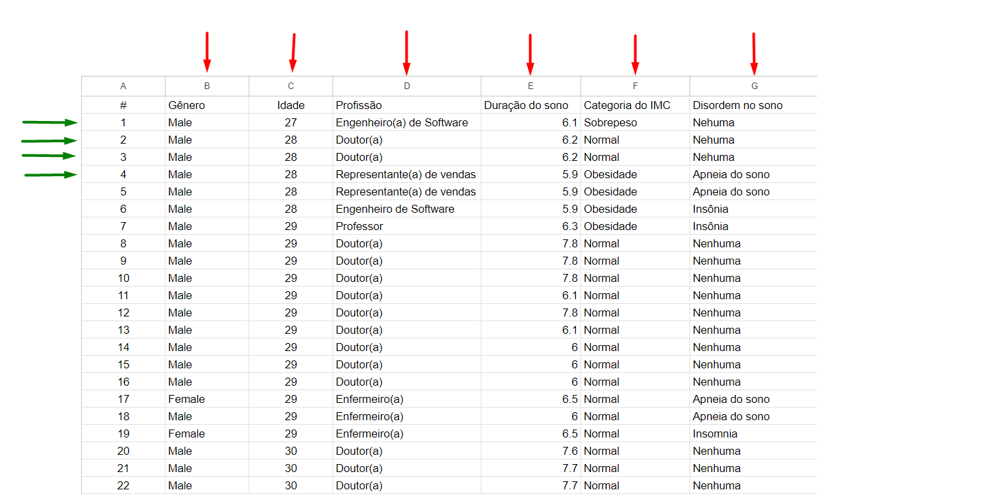 A B C D E F G
# Gênero Idade Profissão Duração do sono Categoria do IMC Disordem no sono
1 Male 27 Engenheiro(a) de Software 6.1 Sobrepeso Nehuma
2 Male 28 Doutor(a) 6.2 Normal Nehuma
3 Male 28 Doutor(a) 6.2 Normal Nehuma
4 Male 28 Representante(a) de vendas 5.9 Obesidade Apneia do sono
5 Male 28 Representante(a) de vendas 5.9 Obesidade Apneia do sono
6 Male 28 Engenheiro de Software 5.9 Obesidade Insônia
7 Male 29 Professor 6.3 Obesidade Insônia
8 Male 29 Doutor(a) 7.8 Normal Nenhuma
9 Male 29 Doutor(a) 7.8 Normal Nenhuma
10 Male 29 Doutor(a) 7.8 Normal Nenhuma
11 Male 29 Doutor(a) 6.1 Normal Nenhuma
12 Male 29 Doutor(a) 7.8 Normal Nenhuma
13 Male 29 Doutor(a) 6.1 Normal Nenhuma
14 Male 29 Doutor(a) 6 Normal Nenhuma
15 Male 29 Doutor(a) 6 Normal Nenhuma
16 Male 29 Doutor(a) 6 Normal Nenhuma
17 Female 29 Enfermeiro(a) 6.5 Normal Apneia do sono
18 Male 29 Enfermeiro(a) 6 Normal Apneia do sono
19 Female 29 Enfermeiro(a) 6.5 Normal Insomnia
20 Male 30 Doutor(a) 7.6 Normal Nenhuma
21 Male 30 Doutor(a) 7.7 Normal Nenhuma
22 Male 30 Doutor(a) 7.7 Normal Nenhuma